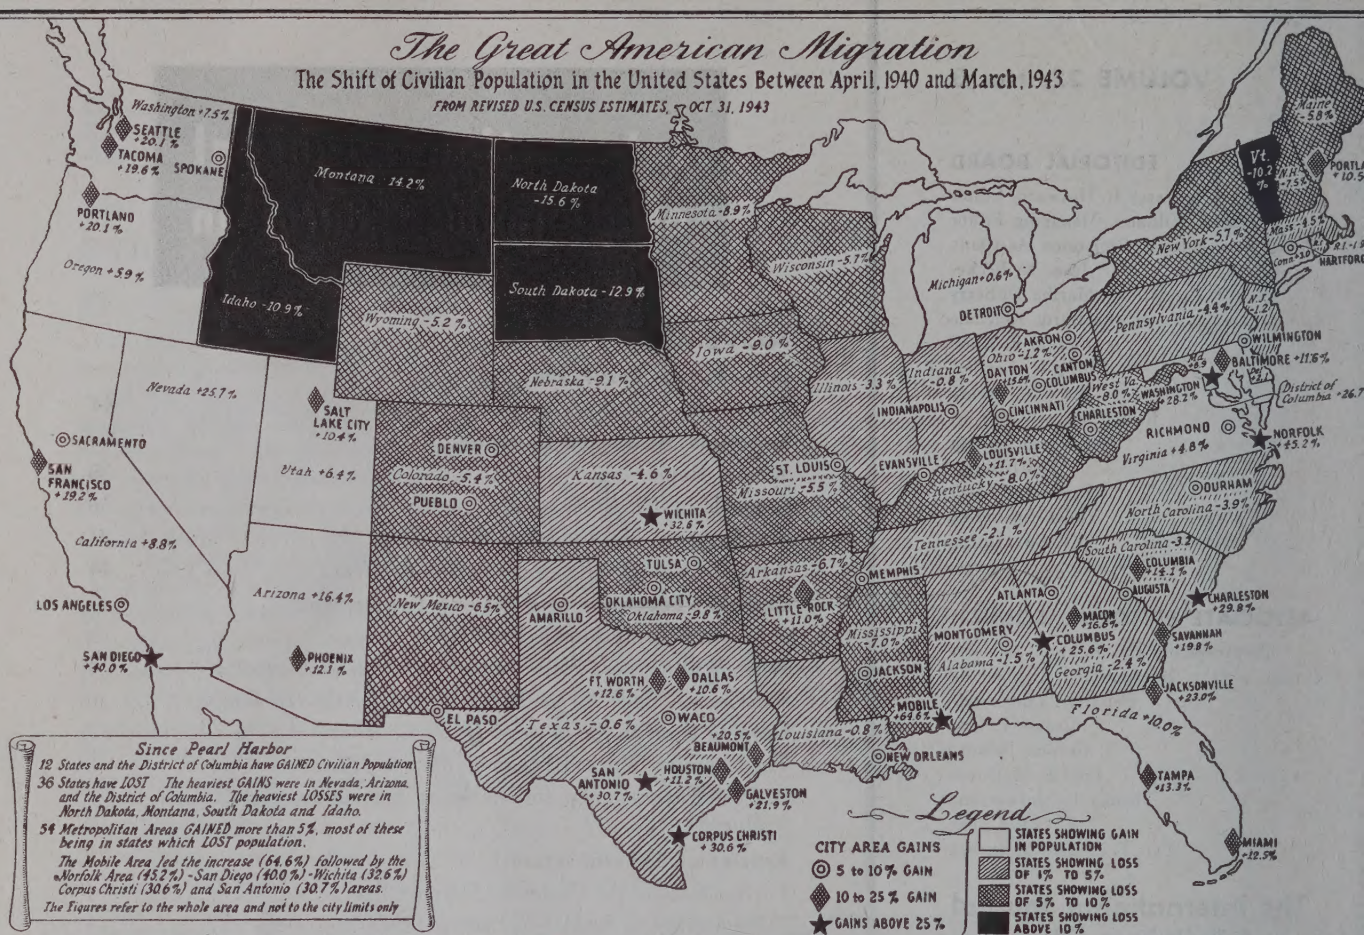 The Great American Migration
The Shift of Civilian Population in the United States Between April, 1940 and March, 1943
FROM REVISED U.S. CENSUS ESTIMATES, OCT 31, 1943
Washington +7.5%
SEATTLE
+20.1%
TACOMA
+19.6%
SPOKANE
PORTLAND
+20.1%
Oregon +5.9%
Montana -14.2%
Idaho -10.9%
North Dakota
-15.6%
South Dakota -12.9%
Minnesota -8.9%
Wisconsin -5.7%
Michigan +0.6%
DETROIT
Wyoming -5.2%
Nebraska -9.1%
Iowa -9.0%
Nevada +25.7%
SALT
LAKE CITY
+10.4%
Utah +6.4%
SACRAMENTO
SAN
FRANCISCO
+19.2%
California +8.8%
LOS ANGELES
SAN DIEGO
+40.0%
Arizona +16.4%
PHOENIX
+12.1%
DENVER
Colorado -5.4%
PUEBLO
New Mexico -6.5%
Kansas -4.6%
WICHITA
+32.6%
TULSA
OKLAHOMA CITY
Oklahoma -9.8%
AMARILLO
EL PASO
FT. WORTH
+12.6%
DALLAS
+10.6%
Texas -0.6%
WACO
+20.5%
BEAUMONT
HOUSTON
+11.2%
GALVESTON
+21.9%
SAN
ANTONIO
+30.7%
CORPUS CHRISTI
+30.6%
Illinois -3.3%
Indiana
-0.8%
INDIANAPOLIS
EVANSVILLE
ST. LOUIS
Missouri -5.5%
Arkansas -6.7%
LITTLE ROCK
+11.0%
Louisiana -0.8%
NEW ORLEANS
Mississippi
-7.0%
JACKSON
MEMPHIS
Tennessee -2.1%
Ohio -1.2%
AKRON
CANTON
DAYTON
+15.6%
COLUMBUS
CINCINNATI
LOUISVILLE
+11.7%
Kentucky -8.0%
West Va.
-8.0%
CHARLESTON
Pennsylvania -4.4%
New York -5.7%
Vt.
-10.2
%
N.H.
-7.5%
Maine
-5.8%
PORTLA
+10.5
Mass -4.5%
R.I.
Conn +3.0
HARTFORD
N.J.
-1.2
WILMINGTON
BALTIMORE +11.6%
Md.
WASHINGTON
+28.2%
District of
Columbia +26.7
RICHMOND
Virginia +4.8%
NORFOLK
+45.2%
DURHAM
North Carolina -3.9%
South Carolina -3.2
COLUMBIA
+14.1%
AUGUSTA
CHARLESTON
+29.8%
ATLANTA
MACON
+16.6%
COLUMBUS
+25.6%
Georgia -2.4%
SAVANNAH
+19.8%
MONTGOMERY
Alabama -1.5%
MOBILE
+64.6%
JACKSONVILLE
+23.0%
Florida +10.0%
TAMPA
+13.3%
MIAMI
+12.5%
Since Pearl Harbor
12 States and the District of Columbia have GAINED Civilian Population
36 States have LOST The heaviest GAINS were in Nevada, Arizona,
and the District of Columbia. The heaviest LOSSES were in
North Dakota, Montana, South Dakota and Idaho.
54 Metropolitan Areas GAINED more than 5%, most of these
being in states which LOST population.
The Mobile Area led the increase (64.6%) followed by the
Norfolk Area (45.2%) - San Diego (40.0%) - Wichita (32.6%)
Corpus Christi (30.6%) and San Antonio (30.7%) areas.
The Figures refer to the whole area and not to the city limits only
Legend
CITY AREA GAINS
5 to 10% GAIN
10 to 25% GAIN
GAINS ABOVE 25%
STATES SHOWING GAIN
IN POPULATION
STATES SHOWING LOSS
OF 1% TO 5%
STATES SHOWING LOSS
OF 5% TO 10%
STATES SHOWING LOSS
ABOVE 10%